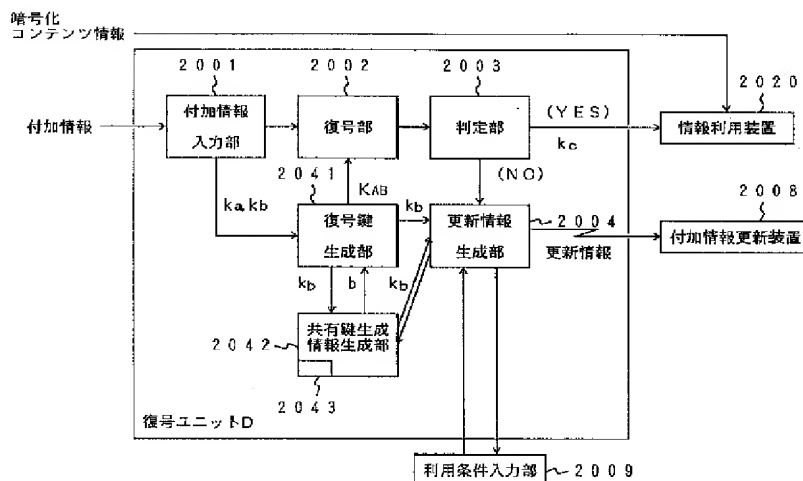 暗号化
コンテンツ情報
2001
2002
2003
2020
付加情報
付加情報
入力部
復号部
判定部
(YES)
kc
情報利用装置
2041
KAB
(NO)
2008
ka,kb
復号鍵
生成部
kb
更新情報
生成部
2004
更新情報
付加情報更新装置
kb
b
kb
共有鍵生成
情報生成部
2042
2043
復号ユニットD
利用条件入力部
2009